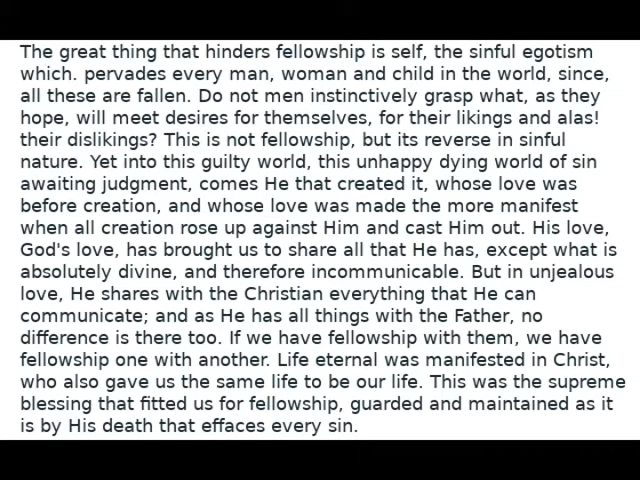 The great thing that hinders fellowship is self, the sinful egotism
which. pervades every man, woman and child in the world, since,
all these are fallen. Do not men instinctively grasp what, as they
hope, will meet desires for themselves, for their likings and alas!
their dislikings? This is not fellowship, but its reverse in sinful
nature. Yet into this guilty world, this unhappy dying world of sin
awaiting judgment, comes He that created it, whose love was
before creation, and whose love was made the more manifest
when all creation rose up against Him and cast Him out. His love,
God's love, has brought us to share all that He has, except what is
absolutely divine, and therefore incommunicable. But in unjealous
love, He shares with the Christian everything that He can
communicate; and as He has all things with the Father, no
difference is there too. If we have fellowship with them, we have
fellowship one with another. Life eternal was manifested in Christ,
who also gave us the same life to be our life. This was the supreme
blessing that fitted us for fellowship, guarded and maintained as it
is by His death that effaces every sin.